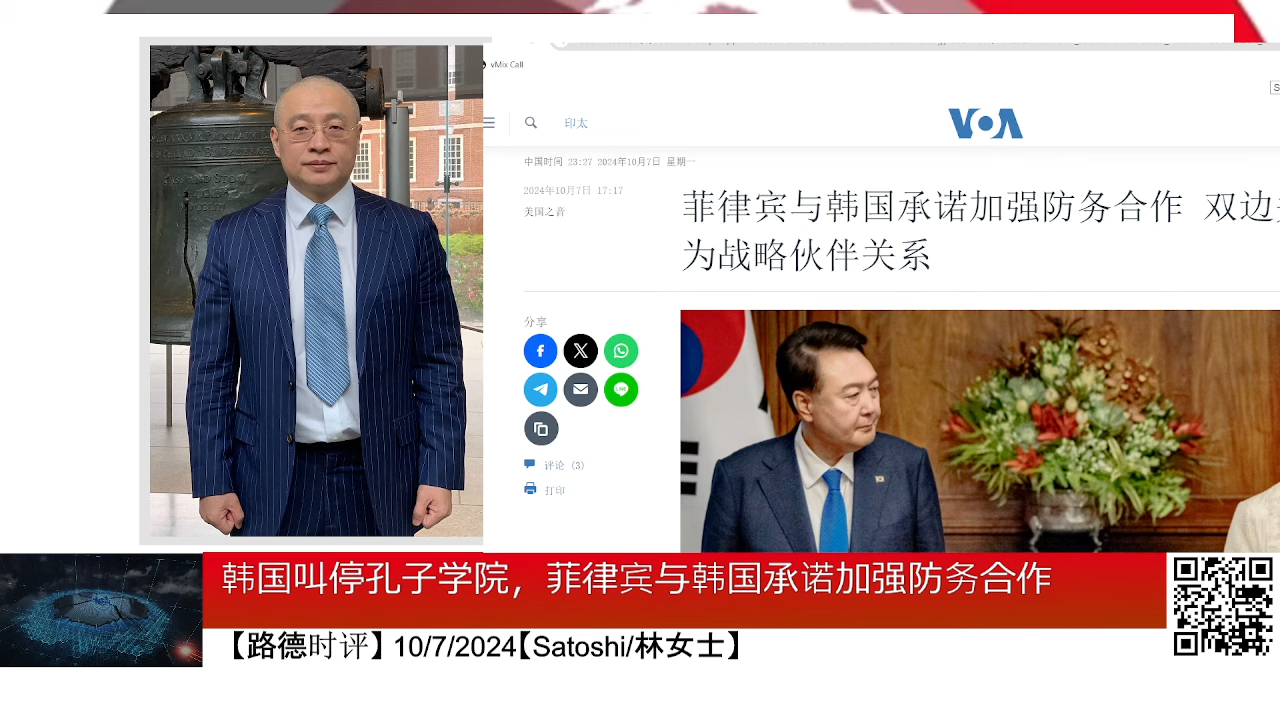 vMix Call
印太
VOA
中国时间 23:27 2024年10月7日 星期一
2024年10月7日 17:17
美国之音
菲律宾与韩国承诺加强防务合作 双边
为战略伙伴关系
分享
LINE
评论 (3)
打印
韩国叫停孔子学院，菲律宾与韩国承诺加强防务合作
【路德时评】10/7/2024【Satoshi/林女士】